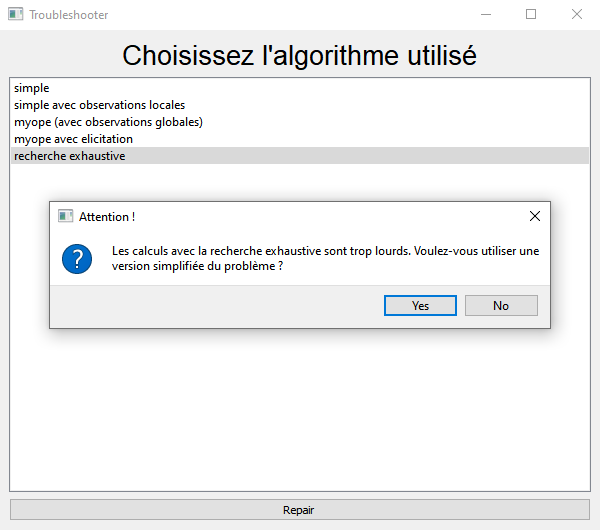 Troubleshooter
Choisissez l'algorithme utilisé
simple
simple avec observations locales
myope (avec observations globales)
myope avec elicitation
recherche exhaustive
Attention !
Les calculs avec la recherche exhaustive sont trop lourds. Voulez-vous utiliser une
version simplifiée du problème ?
Yes
No
Repair